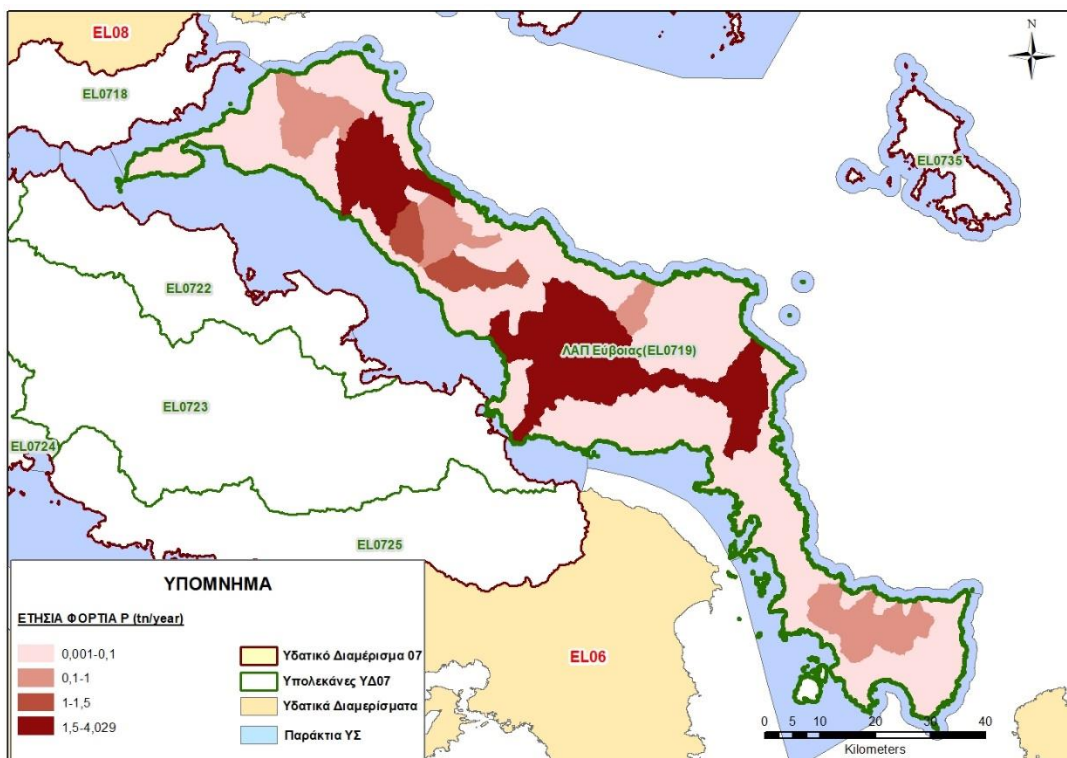 EL08
N
EL0718
EL0735
EL0722
ΛΑΠ Εύβοιας(EL0719)
EL0723
EL0724
EL0725
EL06
ΥΠΟΜΝΗΜΑ
ΕΤΗΣΙΑ ΦΟΡΤΙΑ P (tn/year)
0,001-0,1
0,1-1
1-1,5
1,5-4,029
Υδατικό Διαμέρισμα 07
Υπολεκάνες ΥΔ07
Υδατικά Διαμερίσματα
Παράκτια ΥΣ
0 5 10 20 30 40
Kilometers